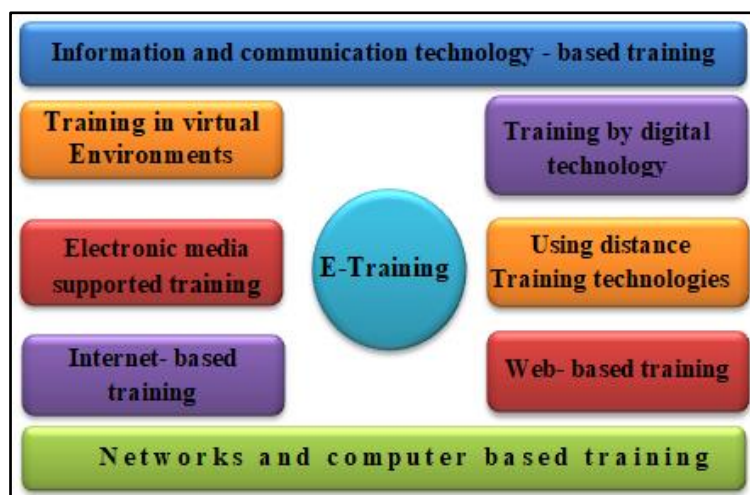 Information and communication technology - based training
Training in virtual
Environments
Training by digital
technology
E-Training
Electronic media
supported training
Using distance
Training technologies
Internet- based
training
Web- based training
Networks and computer based training